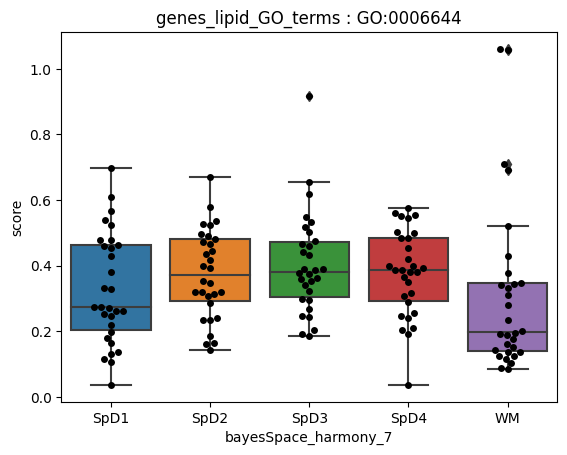 genes_lipid_GO_terms : GO:0006644
score
1.0
0.8
0.6
0.4
0.2
0.0
SpD1 SpD2 SpD3 SpD4 WM
bayesSpace_harmony_7